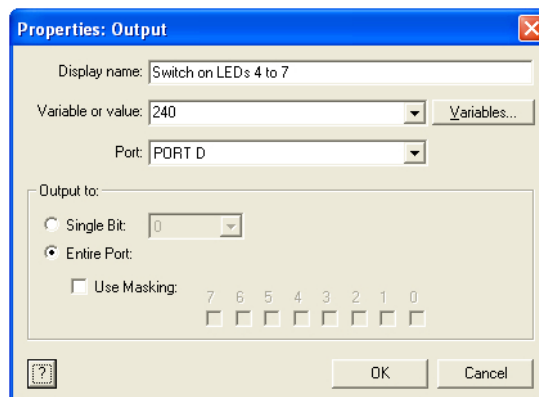 Properties: Output
Display name: Switch on LEDs 4 to 7
Variable or value: 240 Variables...
Port: PORT D
Output to:
Single Bit: 0
Entire Port:
Use Masking: 7 6 5 4 3 2 1 0
? OK Cancel